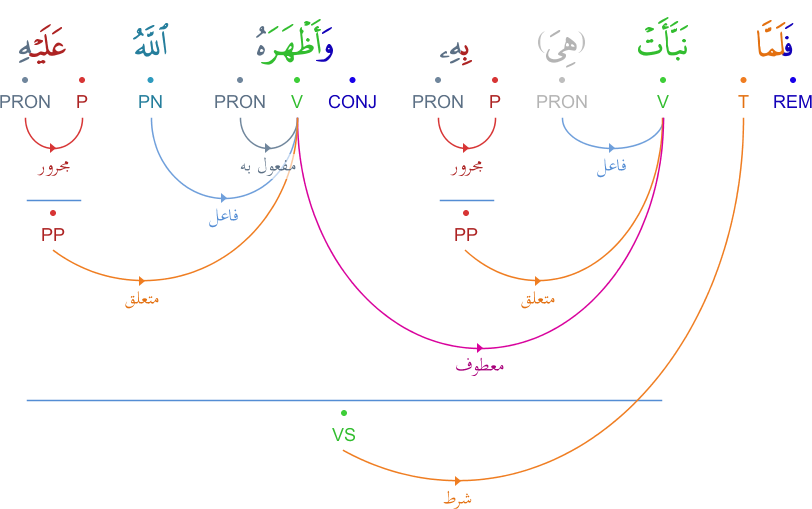 فَلَمَّا نَبَّأَتْ (هِىَ) بِهِۦ وَأَظْهَرَهُ ٱللَّهُ عَلَيْهِ
REM T V PRON P PRON CONJ V PRON PN P PRON
مجرور مفعول به مجرور فاعل
فاعل
PP PP
متعلق متعلق
معطوف
VS
شرط